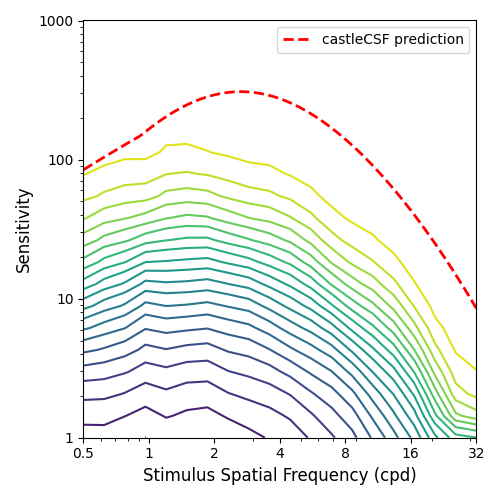 1000
castleCSF prediction
100
Sensitivity
10
1
0.5 1 2 4 8 16 32
Stimulus Spatial Frequency (cpd)